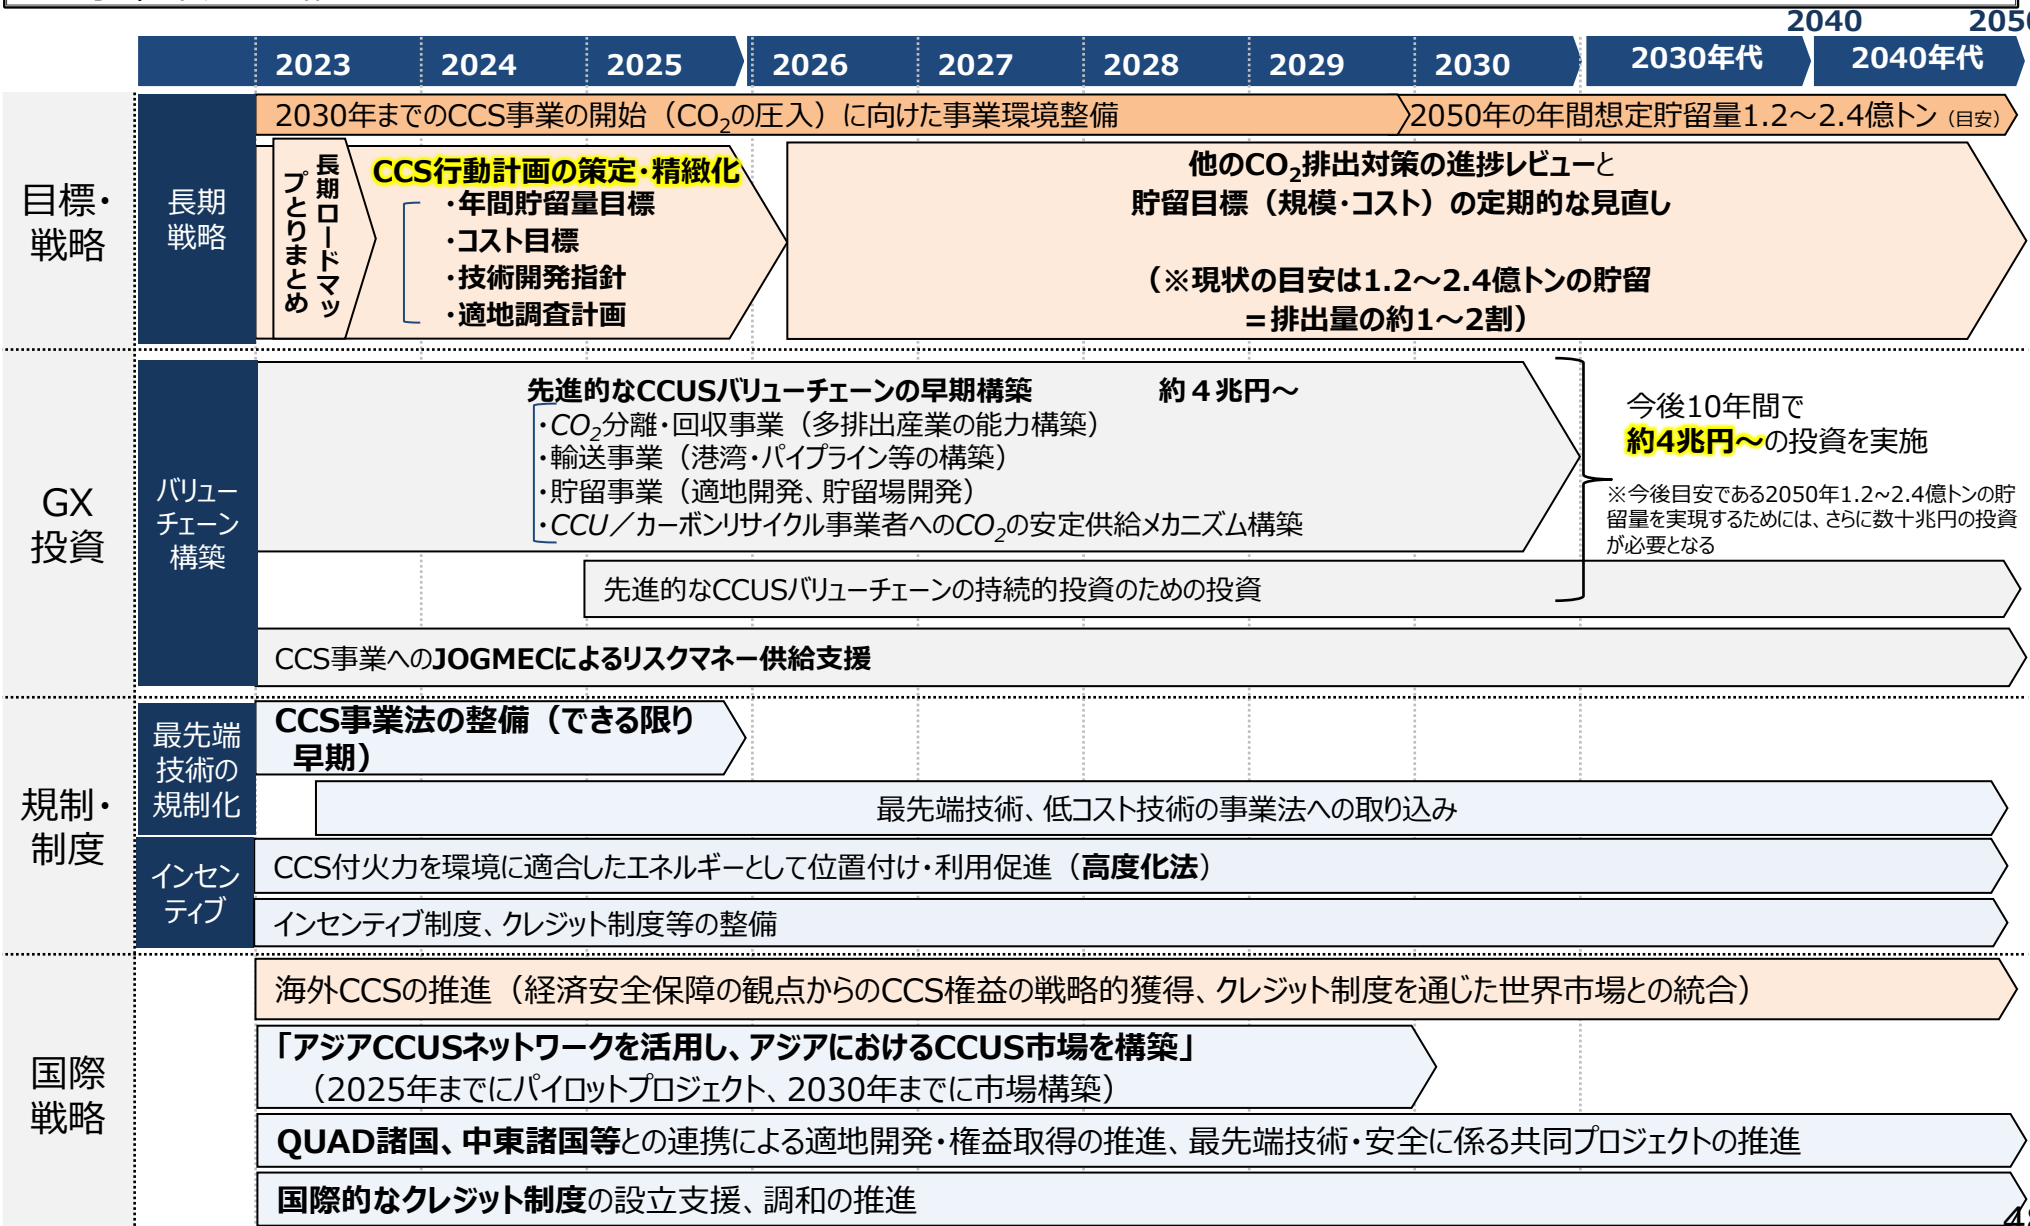 2040 2050
2023 2024 2025 2026 2027 2028 2029 2030 2030年代 2040年代
目標・
戦略
長期
戦略
2030年までのCCS事業の開始（CO₂の圧入）に向けた事業環境整備
2050年の年間想定貯留量1.2～2.4億トン（目安）
長期ロードマッ
プとりまとめ
CCS行動計画の策定・精緻化
・年間貯留量目標
・コスト目標
・技術開発指針
・適地調査計画
他のCO₂排出対策の進捗レビューと
貯留目標（規模・コスト）の定期的な見直し
（※現状の目安は1.2～2.4億トンの貯留
＝排出量の約1～2割）
GX
投資
バリュー
チェーン
構築
先進的なCCUSバリューチェーンの早期構築 約４兆円～
・CO₂分離・回収事業（多排出産業の能力構築）
・輸送事業（港湾・パイプライン等の構築）
・貯留事業（適地開発、貯留場開発）
・CCU／カーボンリサイクル事業者へのCO₂の安定供給メカニズム構築
今後10年間で
約4兆円～の投資を実施
※今後目安である2050年1.2~2.4億トンの貯
留量を実現するためには、さらに数十兆円の投資
が必要となる
先進的なCCUSバリューチェーンの持続的投資のための投資
CCS事業へのJOGMECによるリスクマネー供給支援
規制・
制度
最先端
技術の
規制化
CCS事業法の整備（できる限り
早期）
最先端技術、低コスト技術の事業法への取り込み
インセン
ティブ
CCS付火力を環境に適合したエネルギーとして位置付け・利用促進（高度化法）
インセンティブ制度、クレジット制度等の整備
国際
戦略
海外CCSの推進（経済安全保障の観点からのCCS権益の戦略的獲得、クレジット制度を通じた世界市場との統合）
「アジアCCUSネットワークを活用し、アジアにおけるCCUS市場を構築」
（2025年までにパイロットプロジェクト、2030年までに市場構築）
QUAD諸国、中東諸国等との連携による適地開発・権益取得の推進、最先端技術・安全に係る共同プロジェクトの推進
国際的なクレジット制度の設立支援、調和の推進